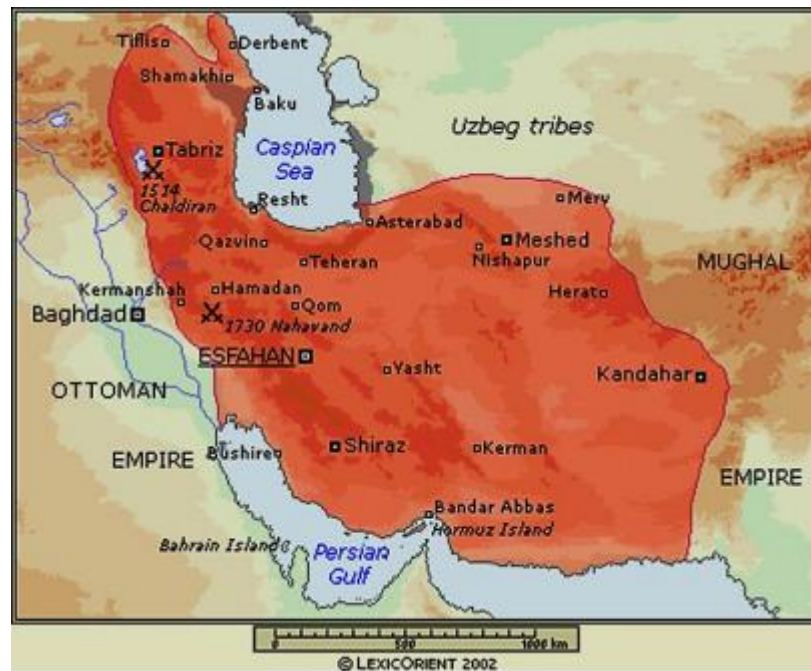 Tiflis
Derbent
Shamakhi
Baku
Uzbeg tribes
Tabriz
Caspian
Sea
1514
Chaldiran
Resht
Merv
Asterabad
Qazvin
Meshed
Nishapur
Teheran
MUGHAL
Kermanshah
Hamadan
Herat
Qom
Baghdad
1730 Nahavand
ESFAHAN
Yasht
Kandahar
OTTOMAN
Shiraz
Kerman
EMPIRE
Bushire
EMPIRE
Bandar Abbas
Hormuz Island
Bahrain Island
Persian
Gulf
0 500 1000 km
© LEXICORIENT 2002